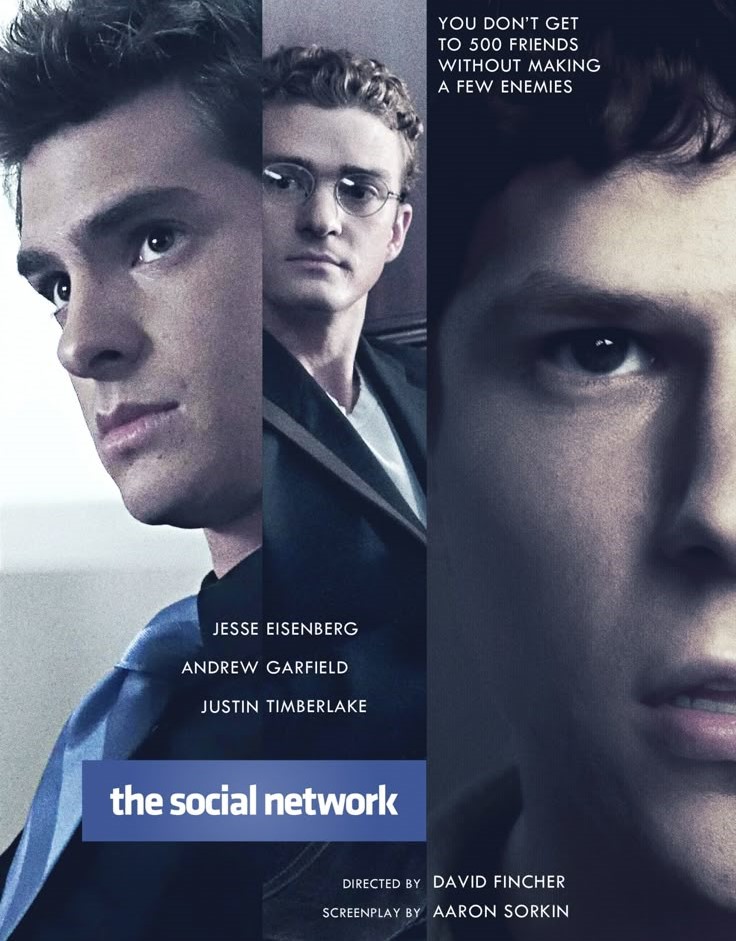 YOU DON'T GET
TO 500 FRIENDS
WITHOUT MAKING
A FEW ENEMIES
JESSE EISENBERG
ANDREW GARFIELD
JUSTIN TIMBERLAKE
the social network
DIRECTED BY DAVID FINCHER
SCREENPLAY BY AARON SORKIN